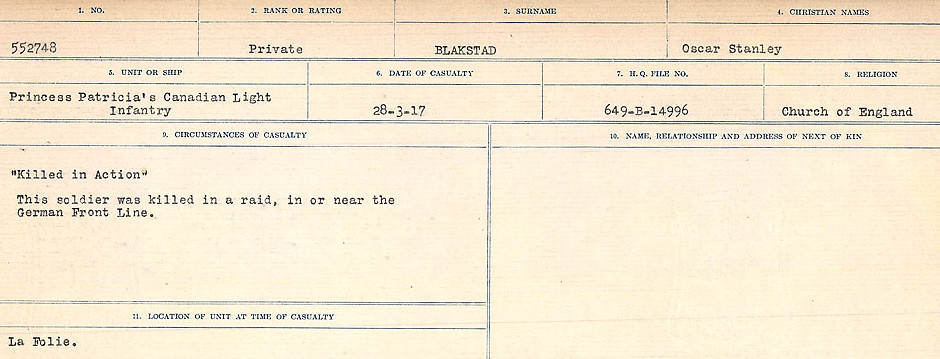 1. NO.
2. RANK OR RATING
3. SURNAME
4. CHRISTIAN NAMES
552748
Private
BLAKSTAD
Oscar Stanley
5. UNIT OR SHIP
6. DATE OF CASUALTY
7. H.Q. FILE NO.
8. RELIGION
Princess Patricia's Canadian Light
Infantry
28-3-17
649-B-14996
Church of England
9. CIRCUMSTANCES OF CASUALTY
"Killed in Action"
This soldier was killed in a raid, in or near the
German Front Line.
10. NAME, RELATIONSHIP AND ADDRESS OF NEXT OF KIN
11. LOCATION OF UNIT AT TIME OF CASUALTY
La Folie.